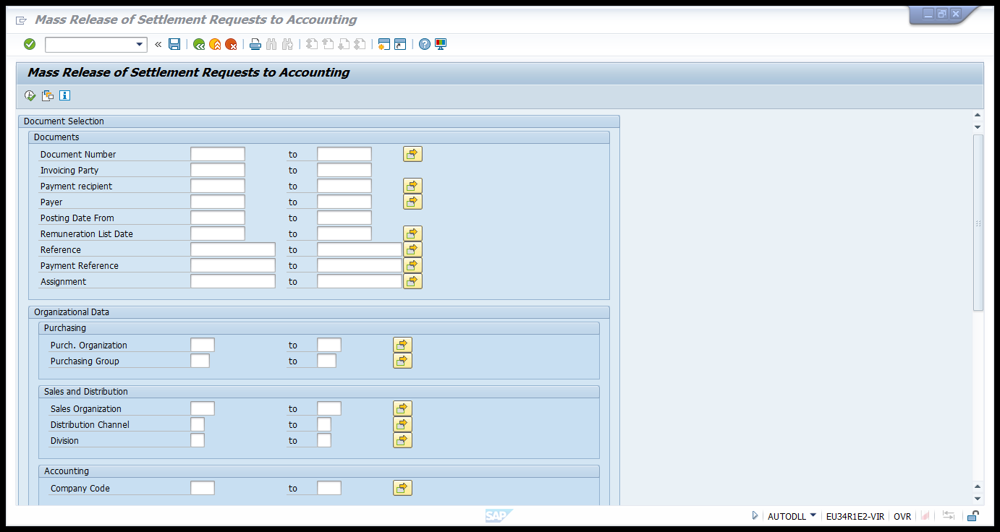 Mass Release of Settlement Requests to Accounting
Mass Release of Settlement Requests to Accounting
Document Selection
Documents
Document Number to
Invoicing Party to
Payment recipient to
Payer to
Posting Date From to
Remuneration List Date to
Reference to
Payment Reference to
Assignment to
Organizational Data
Purchasing
Purch. Organization to
Purchasing Group to
Sales and Distribution
Sales Organization to
Distribution Channel to
Division to
Accounting
Company Code to
SAP AUTODLL EU34R1E2-VIR OVR